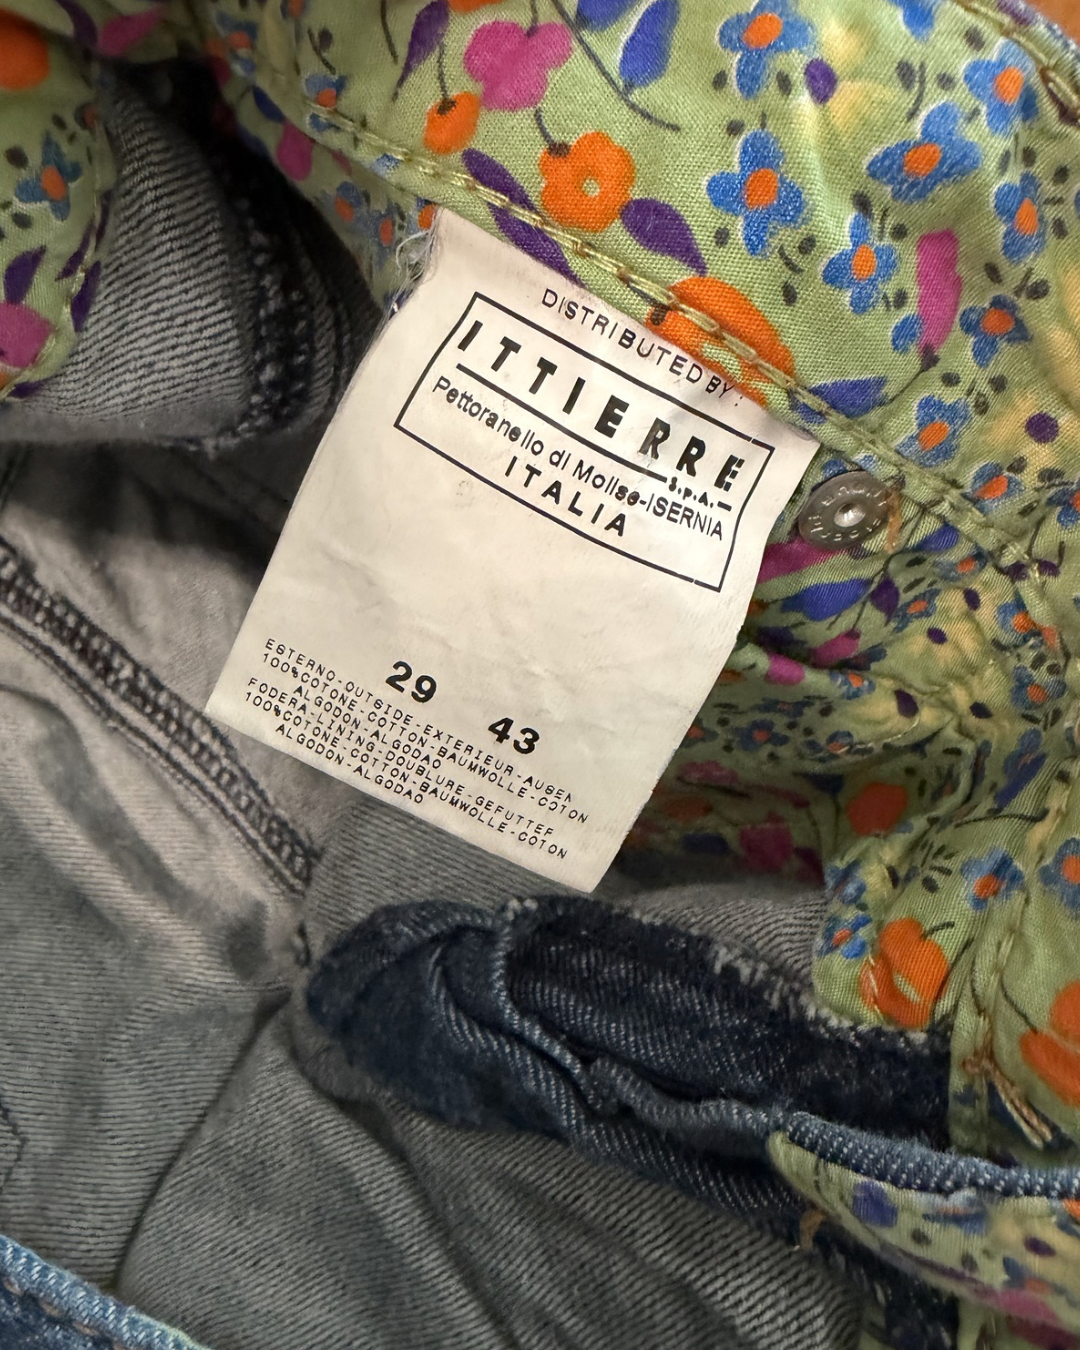 DISTRIBUTED BY:
ITTIERRE
S.p.A.
Pettoranello di Molise-ISERNIA
ITALIA
29
43
ESTERNO-OUTSIDE-EXTERIEUR-AUSEN
100%COTONE-COTTON-BAUMWOLLE-COTON
ALGODON-ALGODAO
FODERA-LINING-DOUBLURE-GEFUTTEF
100%COTONE-COTTON-BAUMWOLLE-COTON
ALGODON-ALGODAO